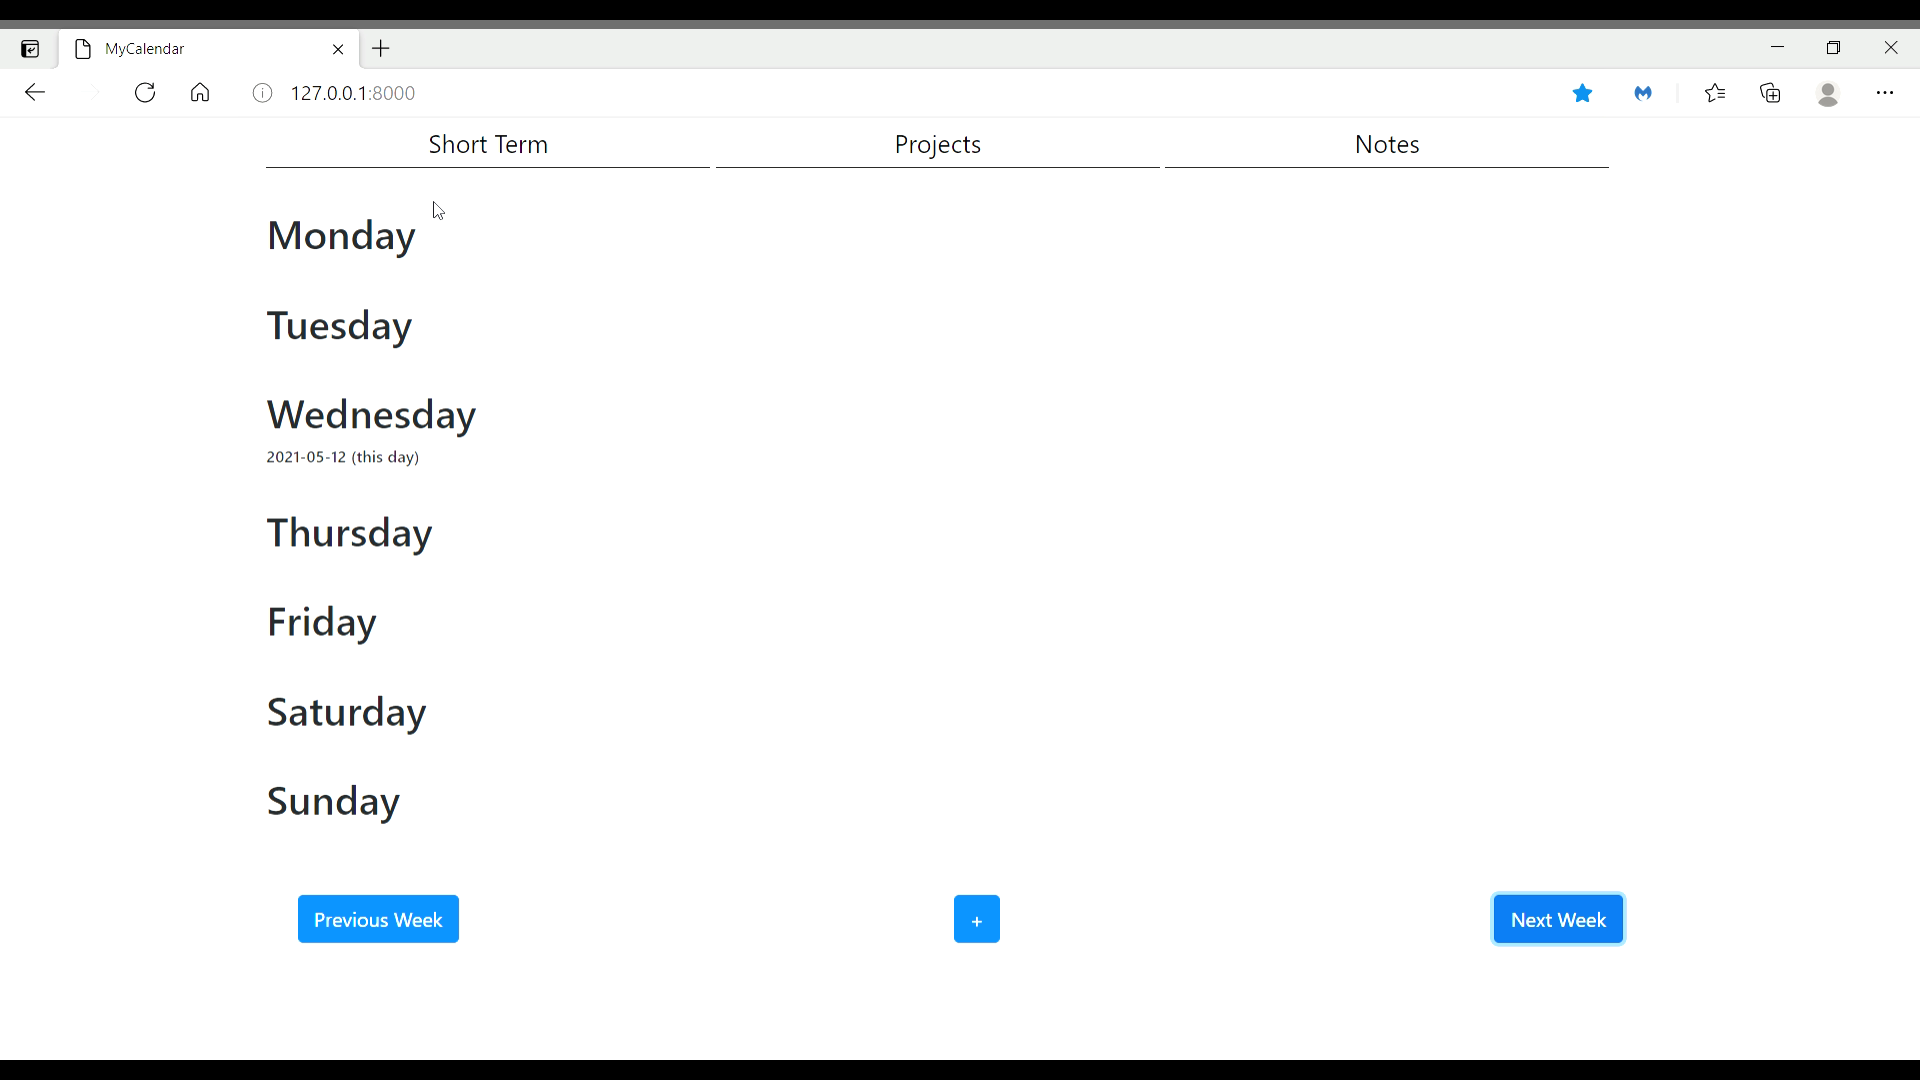 MyCalendar
127.0.0.1:8000
Short Term Projects Notes
Monday
Tuesday
Wednesday
2021-05-12 (this day)
Thursday
Friday
Saturday
Sunday
Previous Week + Next Week